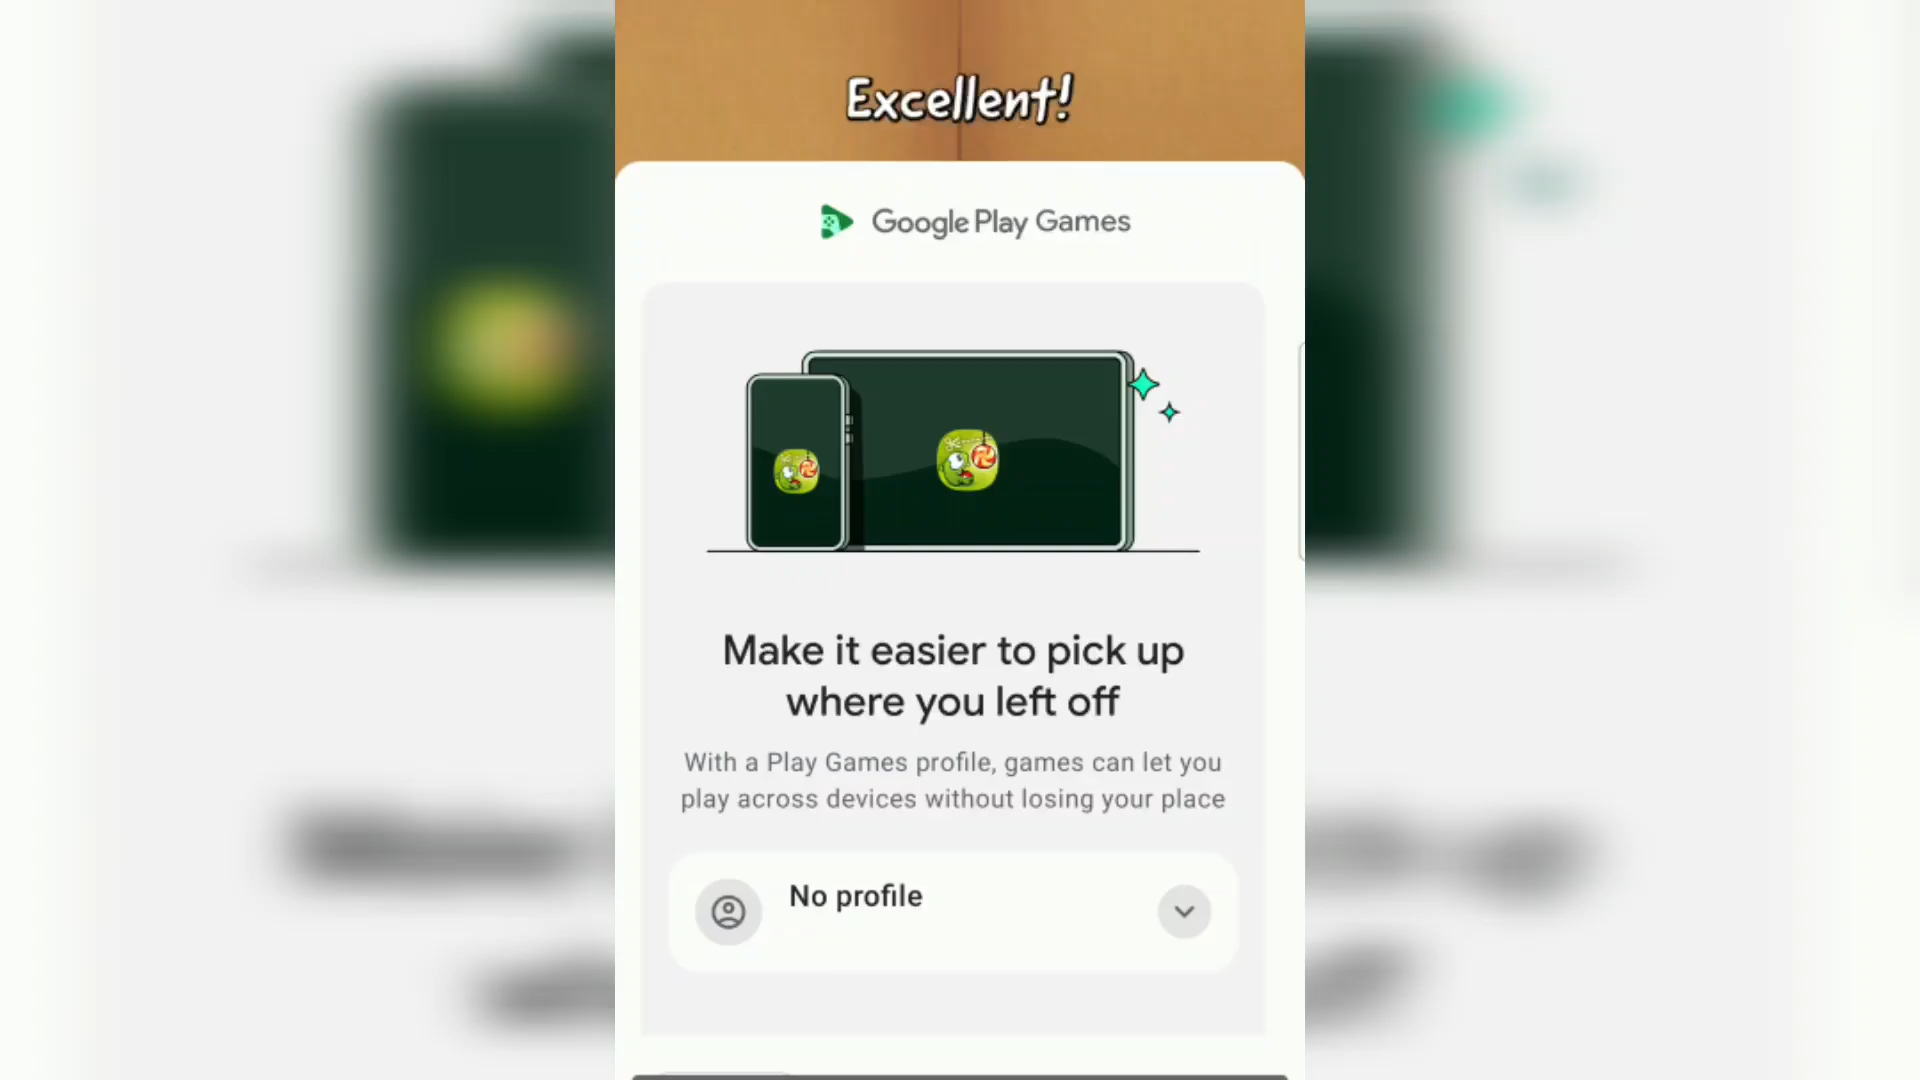 Excellent!
Google Play Games
Make it easier to pick up
where you left off
With a Play Games profile, games can let you
play across devices without losing your place
No profile